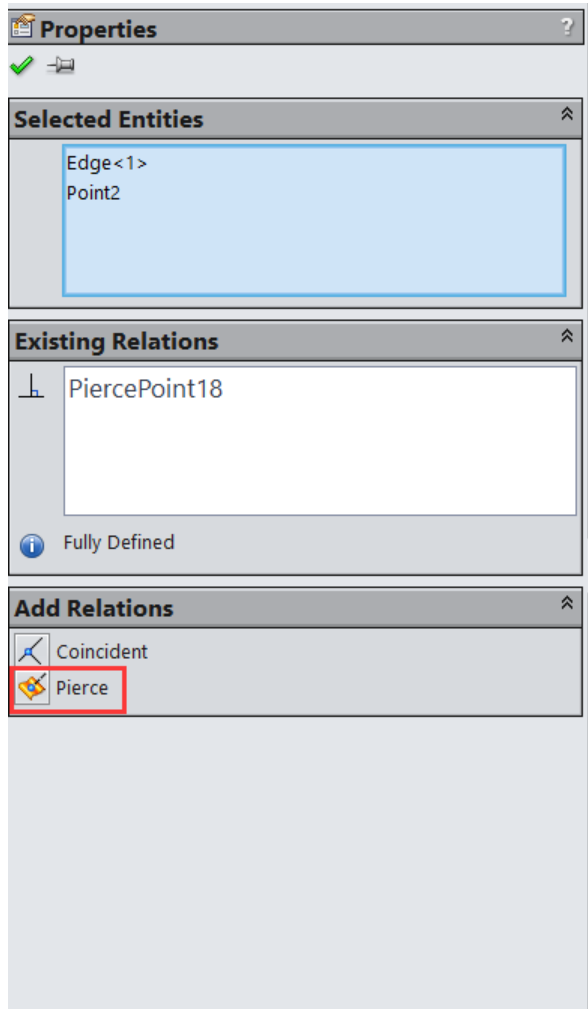 Properties
?
Selected Entities
Edge<1>
Point2
Existing Relations
PiercePoint18
Fully Defined
Add Relations
Coincident
Pierce